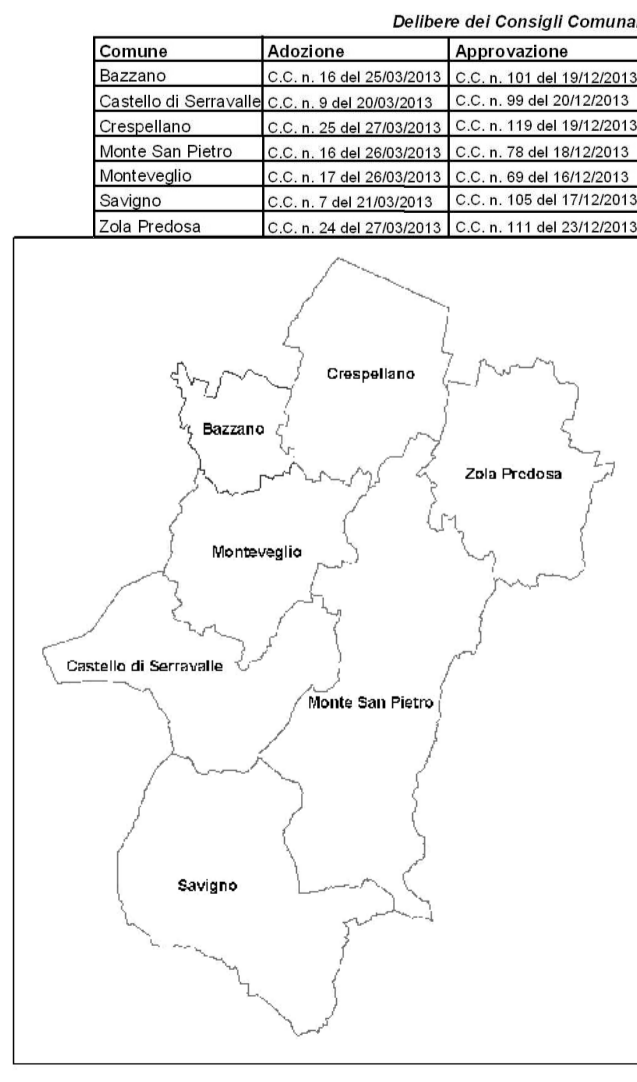 Delibere dei Consigli
Comune Adozione Approvazione
Bazzano C.C. n. 16 del 25/03/2013 C.C. n. 101 del 19/12/2013
Castello di Serravalle C.C. n. 9 del 20/03/2013 C.C. n. 99 del 20/12/2013
Crespellano C.C. n. 25 del 27/03/2013 C.C. n. 119 del 19/12/2013
Monte San Pietro C.C. n. 16 del 26/03/2013 C.C. n. 78 del 18/12/2013
Monteveglio C.C. n. 17 del 26/03/2013 C.C. n. 69 del 16/12/2013
Savigno C.C. n. 7 del 21/03/2013 C.C. n. 105 del 17/12/2013
Zola Predosa C.C. n. 24 del 27/03/2013 C.C. n. 111 del 23/12/2013
Crespellano
Bazzano
Zola Predosa
Monteveglio
Castello di Serravalle
Monte San Pietro
Savigno